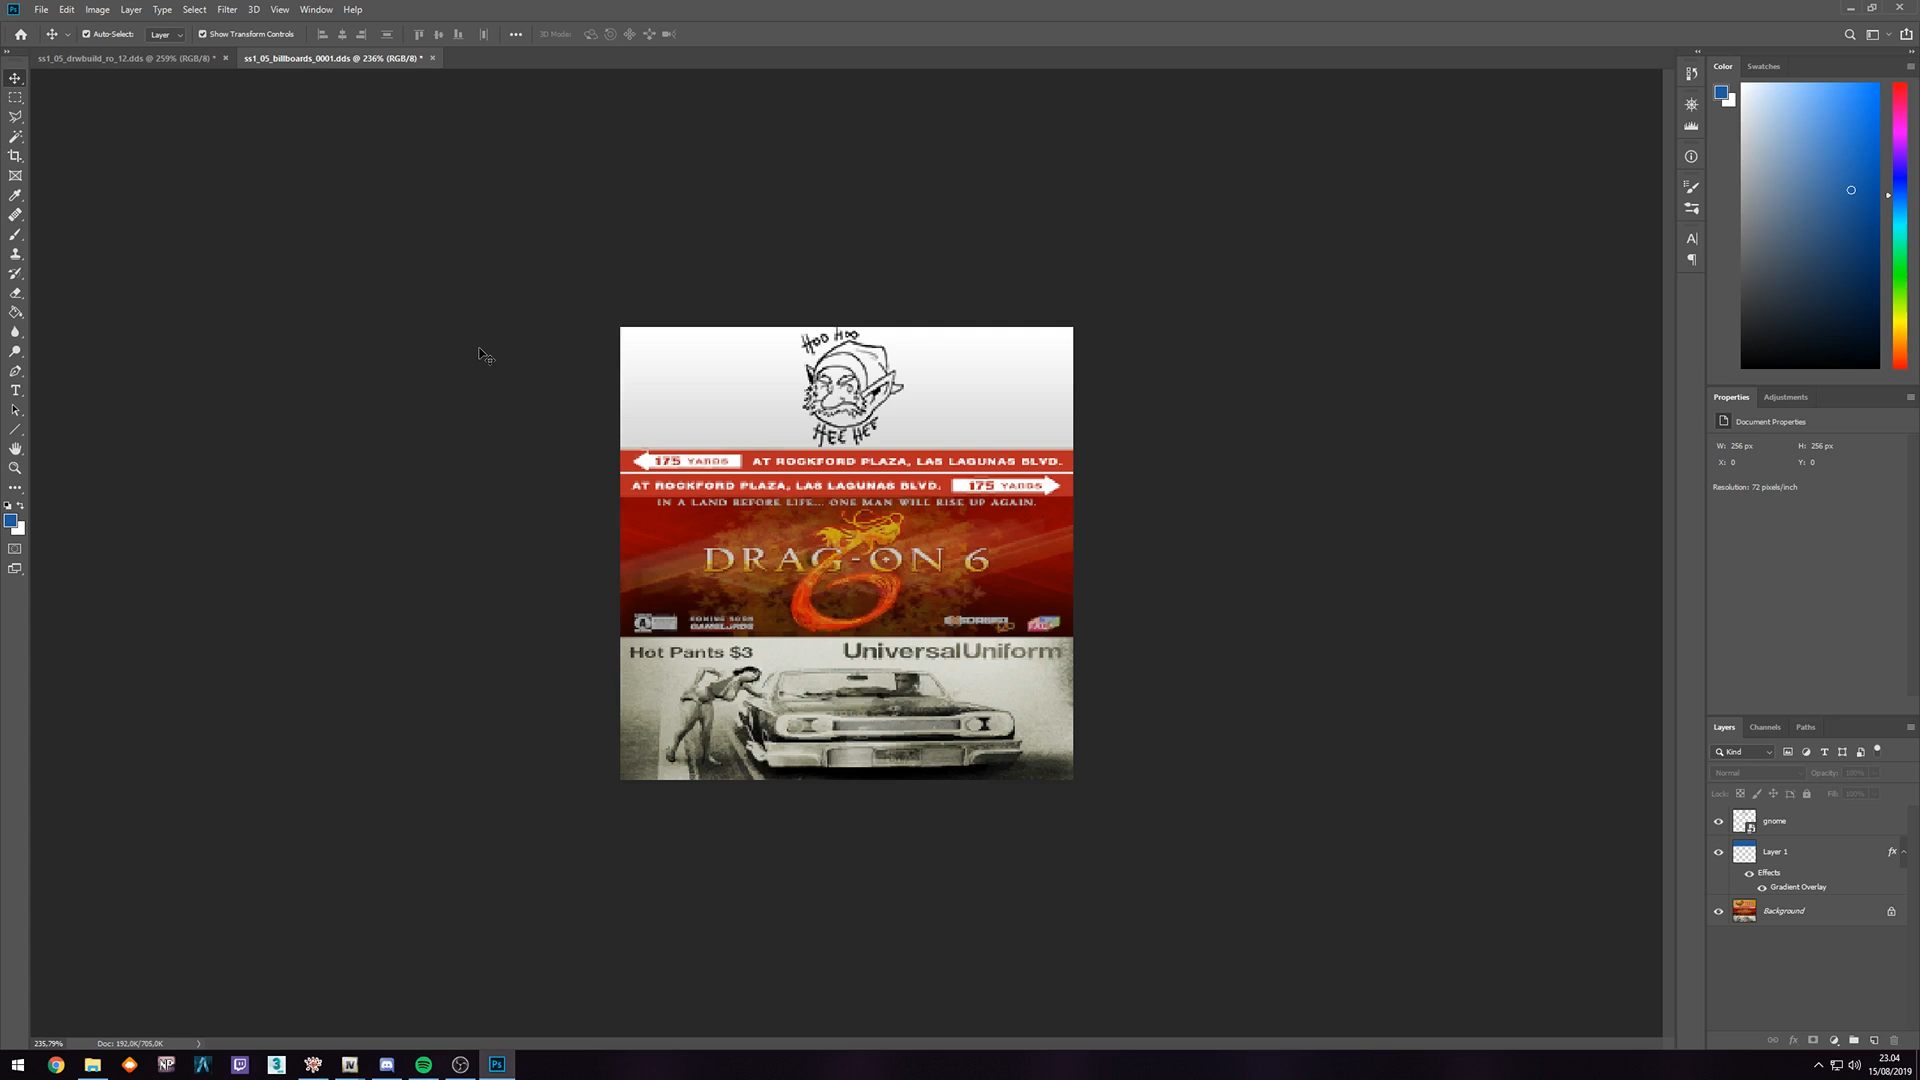 Ps File Edit Image Layer Type Select Filter 3D View Window Help
Auto-Select: Layer Show Transform Controls 3D Mode:
ss1_05_drwbuild_ro_12.dds @ 259% (RGB/8) * × ss1_05_billboards_0001.dds @ 236% (RGB/8) * ×
Color Swatches
HOO HOO
HEE HEE
175 YARDS AT ROCKFORD PLAZA, LAS LAGUNAS BLVD.
AT ROCKFORD PLAZA, LAS LAGUNAS BLVD. 175 YARDS
IN A LAND BEFORE LIFE... ONE MAN WILL RISE UP AGAIN.
DRAG-ON 6
COMING SOON
Hot Pants $3 UniversalUniform
Properties Adjustments
Document Properties
W: 256 px H: 256 px
X: 0 Y: 0
Resolution: 72 pixels/inch
Layers Channels Paths
Kind
Normal Opacity: 100%
Lock: Fill: 100%
gnome
Layer 1 fx
Effects
Gradient Overlay
Background
235,79% Doc: 192,0K/705,0K
23.04
15/08/2019